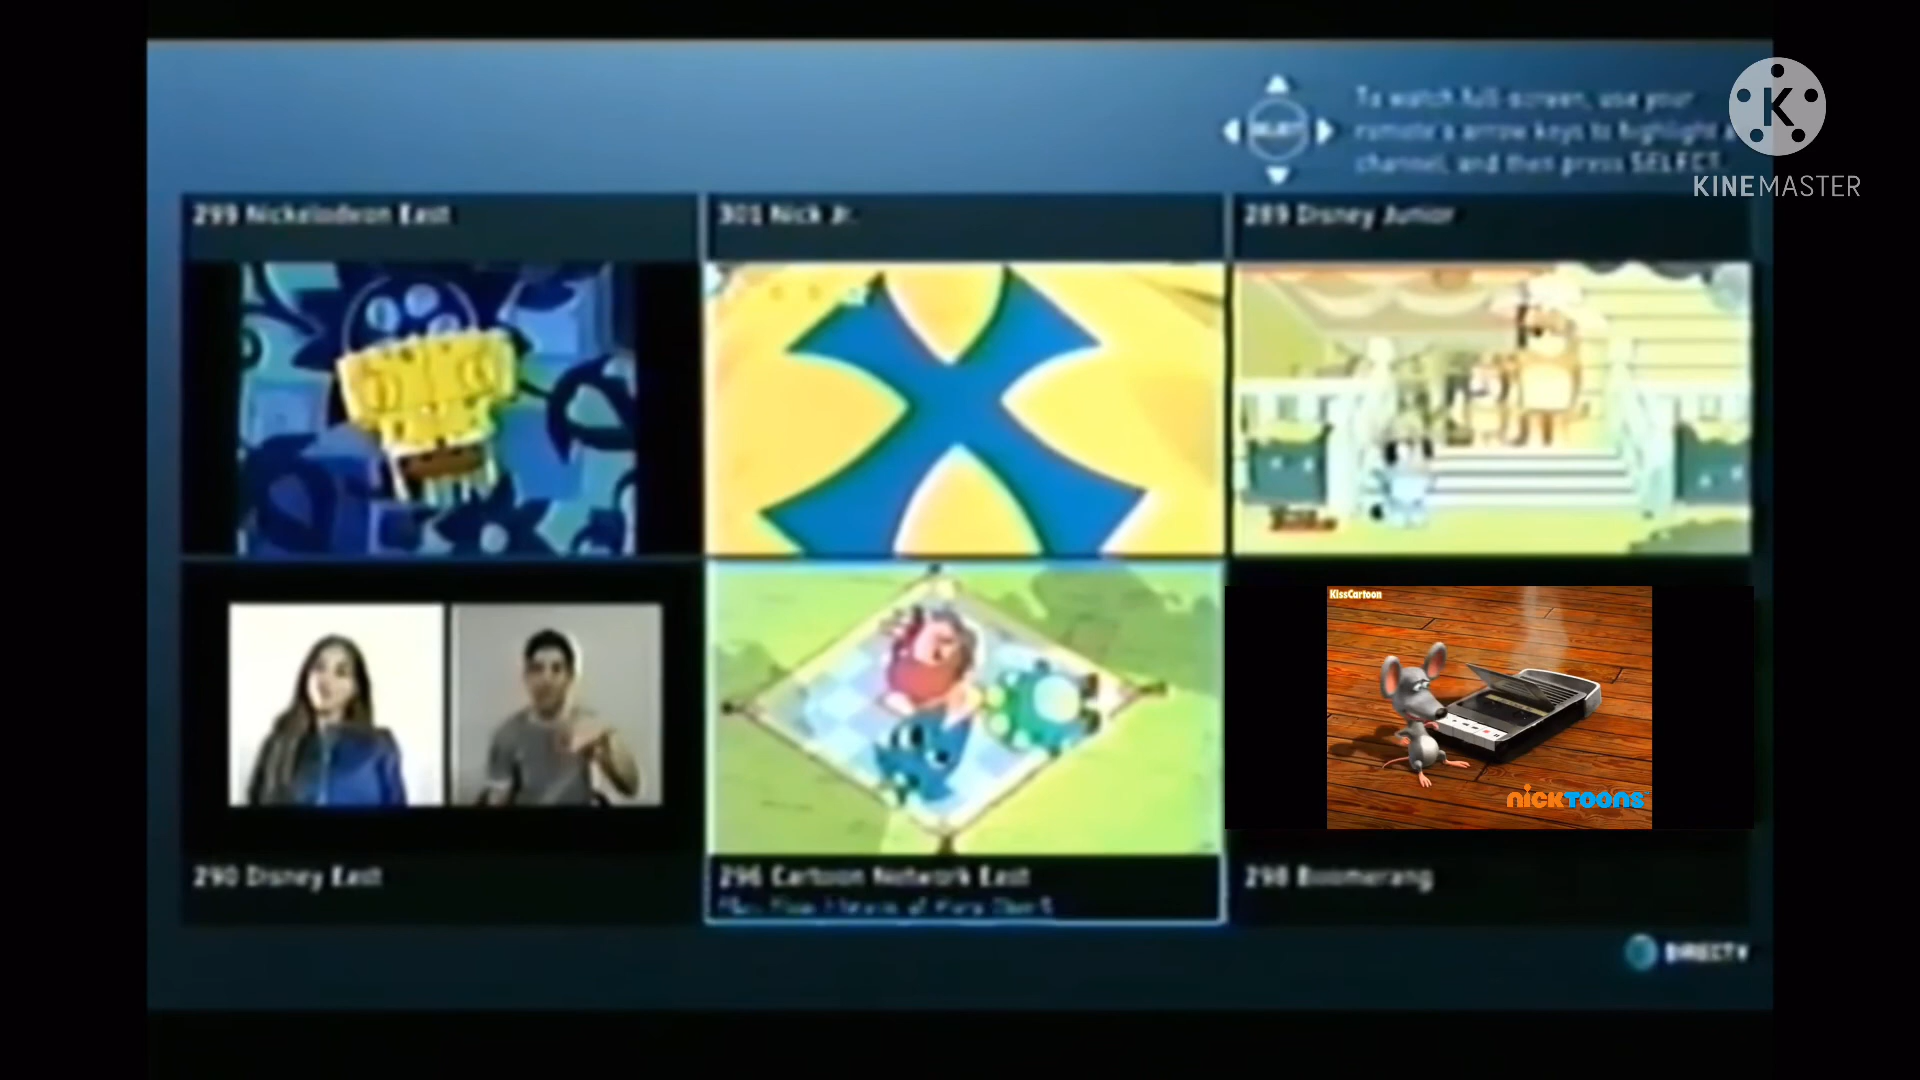 To watch full-screen, use your
remote's arrow keys to highlight a
channel, and then press SELECT.
SELECT
KINEMASTER
299 Nickelodeon East
301 Nick Jr.
289 Disney Junior
KissCartoon
nickTOONS
290 Disney East
296 Cartoon Network East
298 Boomerang
DIRECTV